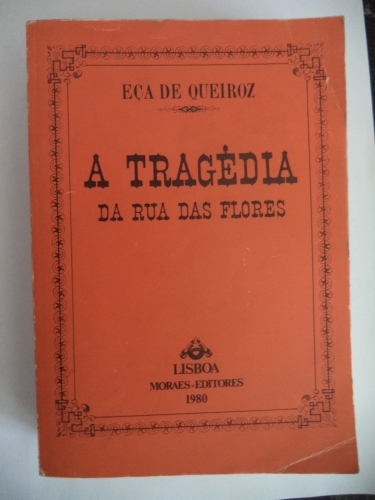 EÇA DE QUEIROZ
A TRAGÉDIA
DA RUA DAS FLORES
LISBOA
MORAES-EDITORES
1980